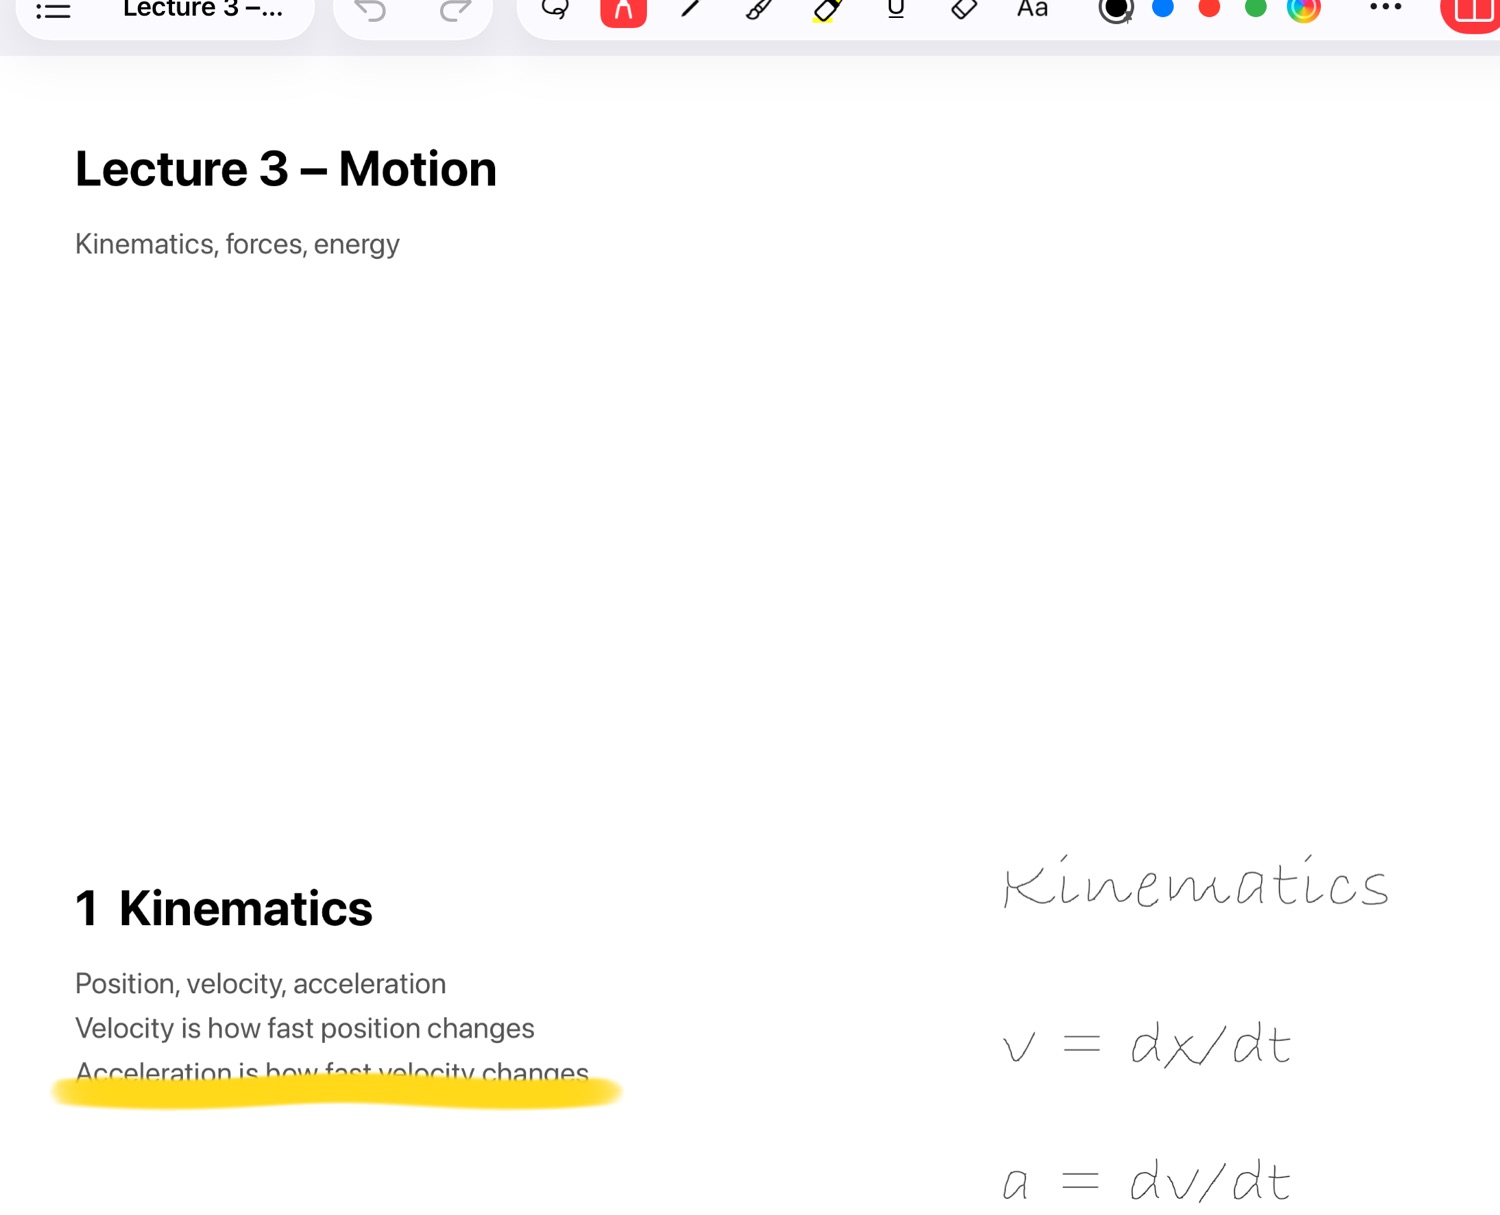 Lecture 3 –...
Aa
Lecture 3 – Motion
Kinematics, forces, energy
1 Kinematics
Position, velocity, acceleration
Velocity is how fast position changes
Acceleration is how fast velocity changes
Kinematics
v = dx/dt
a = dv/dt